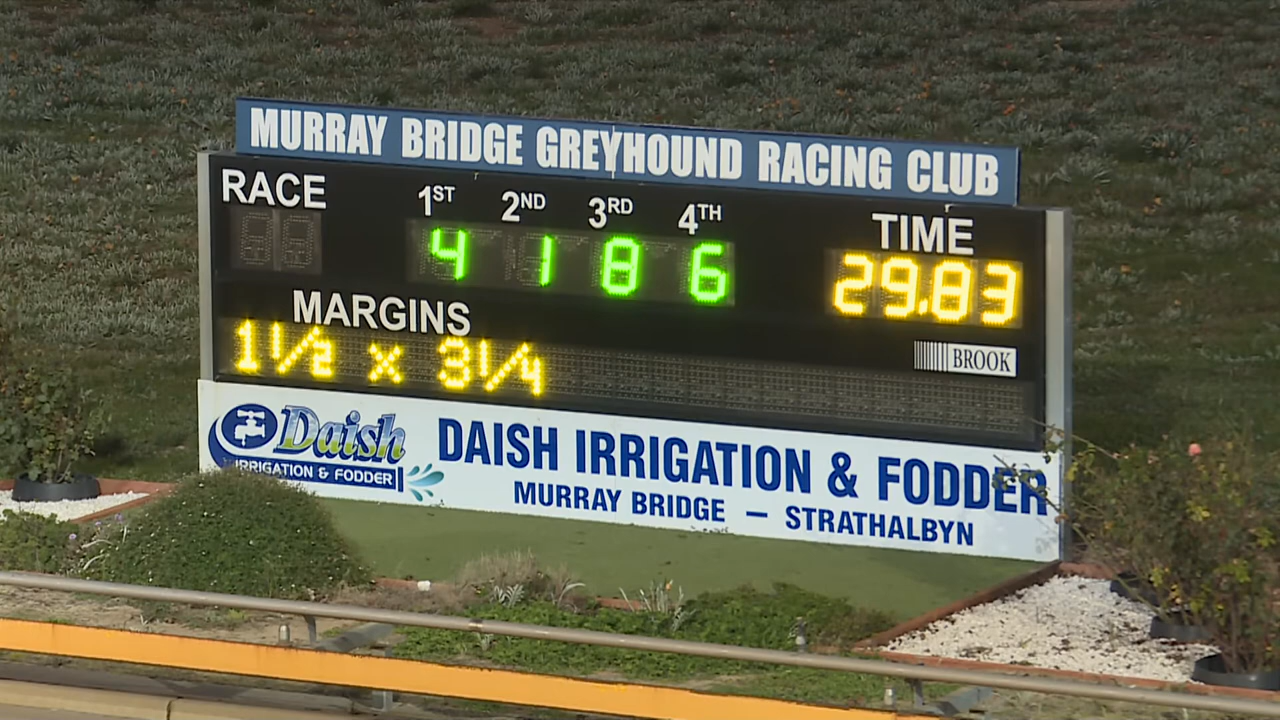 MURRAY BRIDGE GREYHOUND RACING CLUB
RACE 1ST 2ND 3RD 4TH TIME
4 1 8 6 29.83
MARGINS
1½ x 3¼
BROOK
Daish
IRRIGATION & FODDER
DAISH IRRIGATION & FODDER
MURRAY BRIDGE — STRATHALBYN